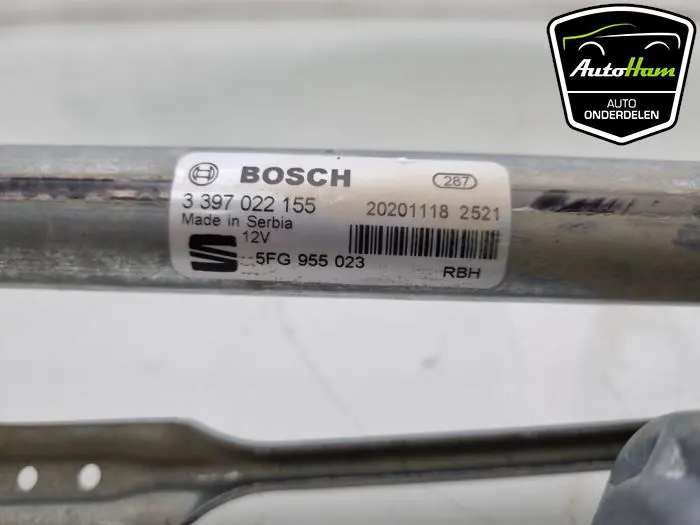 AutoHam
AUTO
ONDERDELEN
BOSCH
287
3 397 022 155
20201118 2521
Made in Serbia
12V
5FG 955 023
RBH